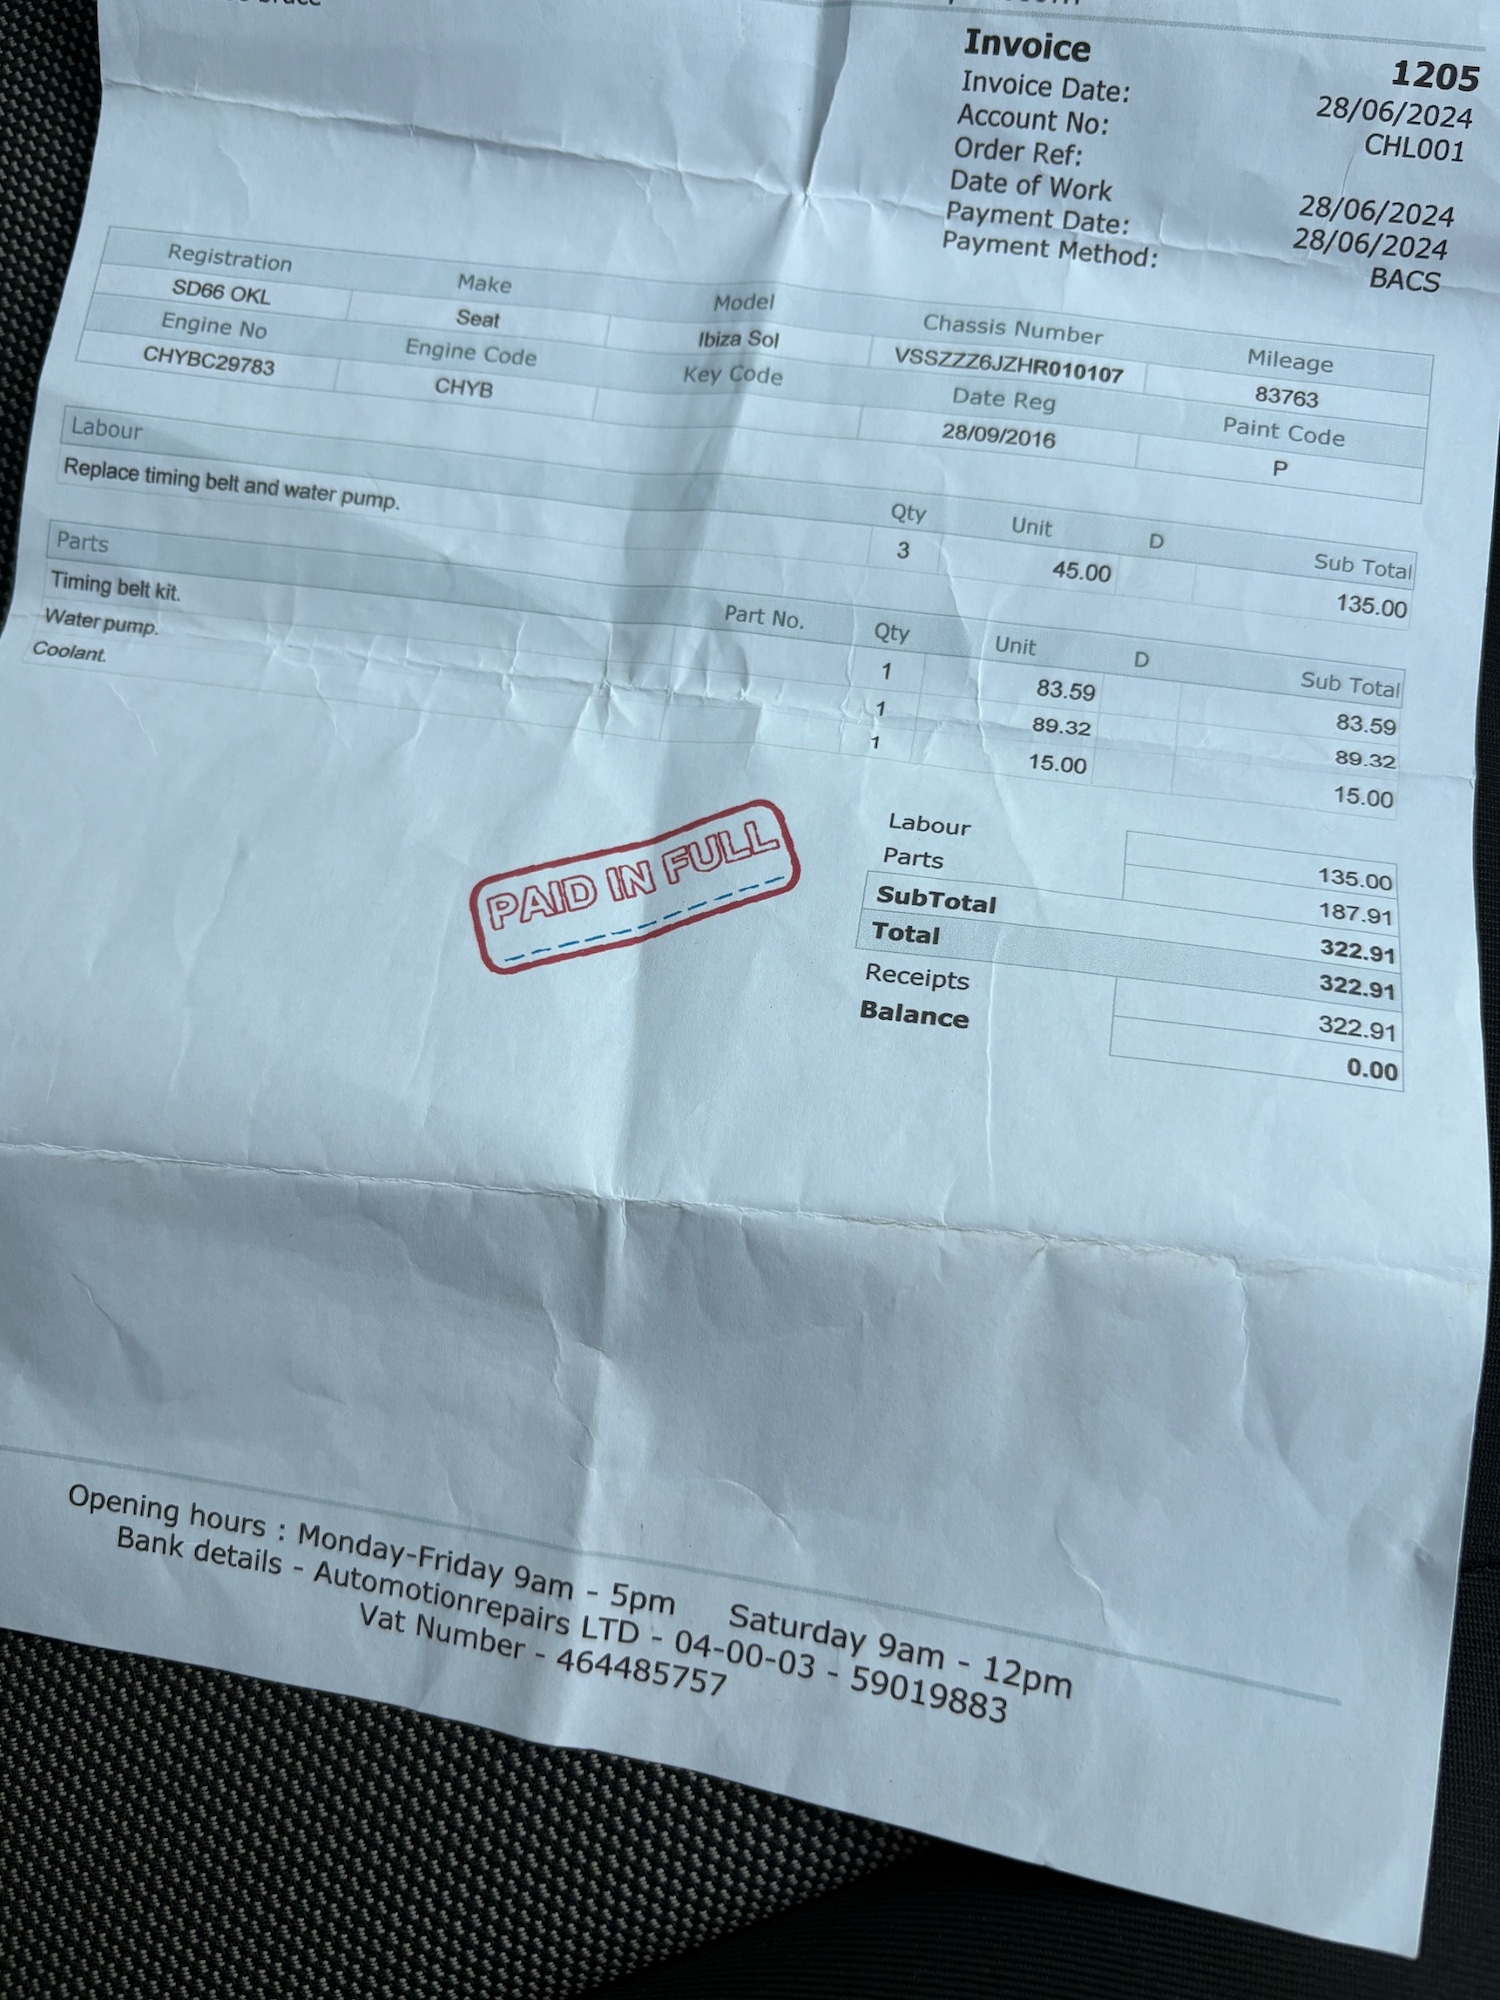 Invoice 1205
Invoice Date: 28/06/2024
Account No: CHL001
Order Ref:
Date of Work 28/06/2024
Payment Date: 28/06/2024
Payment Method: BACS
Registration Make Model Chassis Number Mileage
SD66 OKL Seat Ibiza Sol VSSZZZ6JZHR010107 83763
Engine No Engine Code Key Code Date Reg Paint Code
CHYBC29783 CHYB 28/09/2016 P
Labour Qty Unit D Sub Total
Replace timing belt and water pump. 3 45.00 135.00
Parts Part No. Qty Unit D Sub Total
Timing belt kit. 1 83.59 83.59
Water pump. 1 89.32 89.32
Coolant. 1 15.00 15.00
PAID IN FULL
Labour 135.00
Parts 187.91
SubTotal 322.91
Total 322.91
Receipts 322.91
Balance 0.00
Opening hours : Monday-Friday 9am - 5pm Saturday 9am - 12pm
Bank details - Automotionrepairs LTD - 04-00-03 - 59019883
Vat Number - 464485757